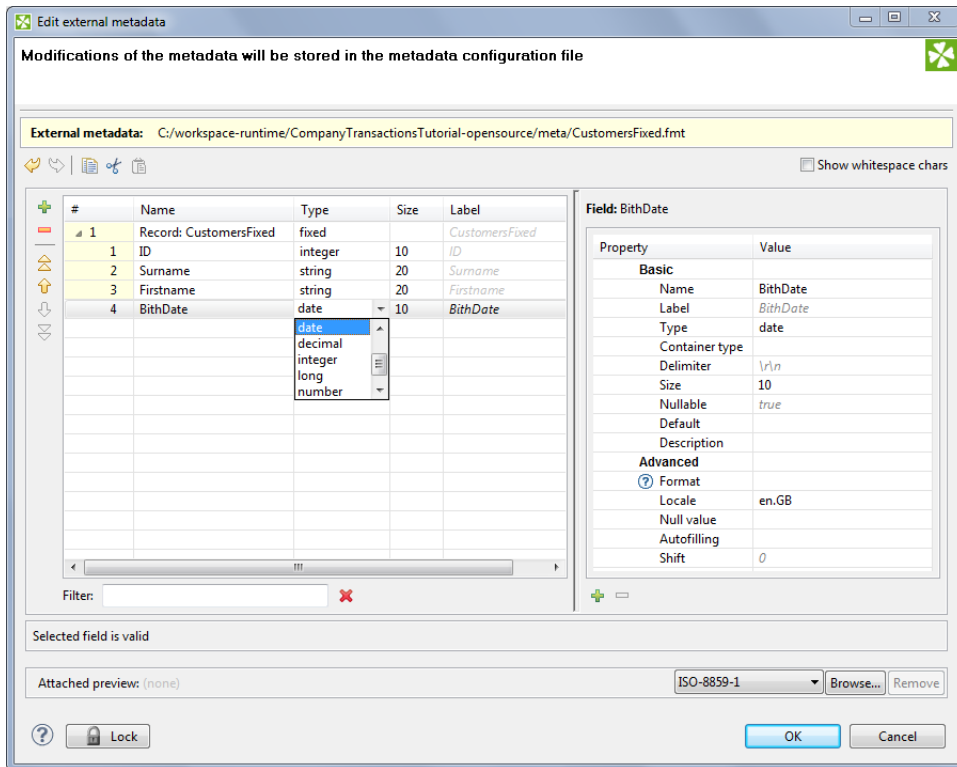 Edit external metadata
Modifications of the metadata will be stored in the metadata configuration file
External metadata: C:/workspace-runtime/CompanyTransactionsTutorial-opensource/meta/CustomersFixed.fmt
Show whitespace chars
# Name Type Size Label
1 Record: CustomersFixed fixed CustomersFixed
1 ID integer 10 ID
2 Surname string 20 Surname
3 Firstname string 20 Firstname
4 BithDate date 10 BithDate
date
decimal
integer
long
number
Filter:
Field: BithDate
Property Value
Basic
Name BithDate
Label BithDate
Type date
Container type
Delimiter \r\n
Size 10
Nullable true
Default
Description
Advanced
? Format
Locale en.GB
Null value
Autofilling
Shift 0
Selected field is valid
Attached preview: (none)
ISO-8859-1 Browse... Remove
? Lock OK Cancel